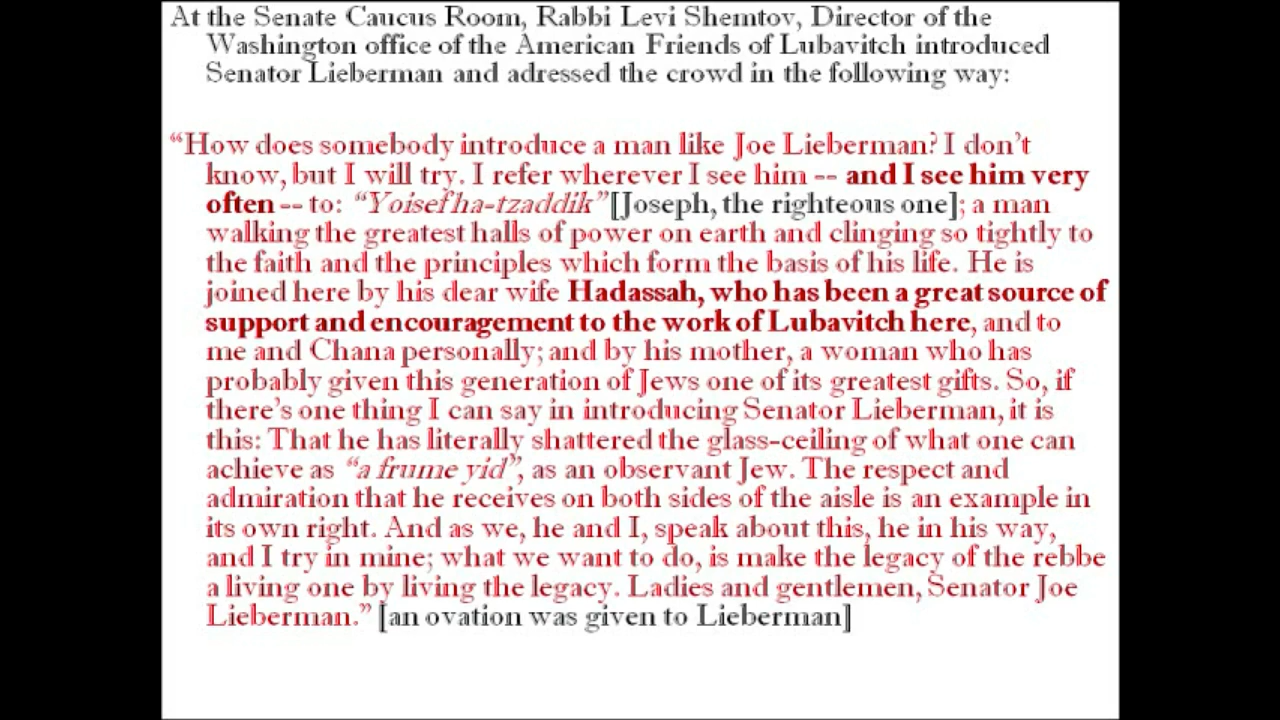 At the Senate Caucus Room, Rabbi Levi Shemtov, Director of the
Washington office of the American Friends of Lubavitch introduced
Senator Lieberman and adressed the crowd in the following way:
“How does somebody introduce a man like Joe Lieberman? I don’t
know, but I will try. I refer wherever I see him -- and I see him very
often -- to: “Yoisef ha-tzaddik” [Joseph, the righteous one]; a man
walking the greatest halls of power on earth and clinging so tightly to
the faith and the principles which form the basis of his life. He is
joined here by his dear wife Hadassah, who has been a great source of
support and encouragement to the work of Lubavitch here, and to
me and Chana personally; and by his mother, a woman who has
probably given this generation of Jews one of its greatest gifts. So, if
there’s one thing I can say in introducing Senator Lieberman, it is
this: That he has literally shattered the glass-ceiling of what one can
achieve as “a frume yid”, as an observant Jew. The respect and
admiration that he receives on both sides of the aisle is an example in
its own right. And as we, he and I, speak about this, he in his way,
and I try in mine; what we want to do, is make the legacy of the rebbe
a living one by living the legacy. Ladies and gentlemen, Senator Joe
Lieberman.” [an ovation was given to Lieberman]